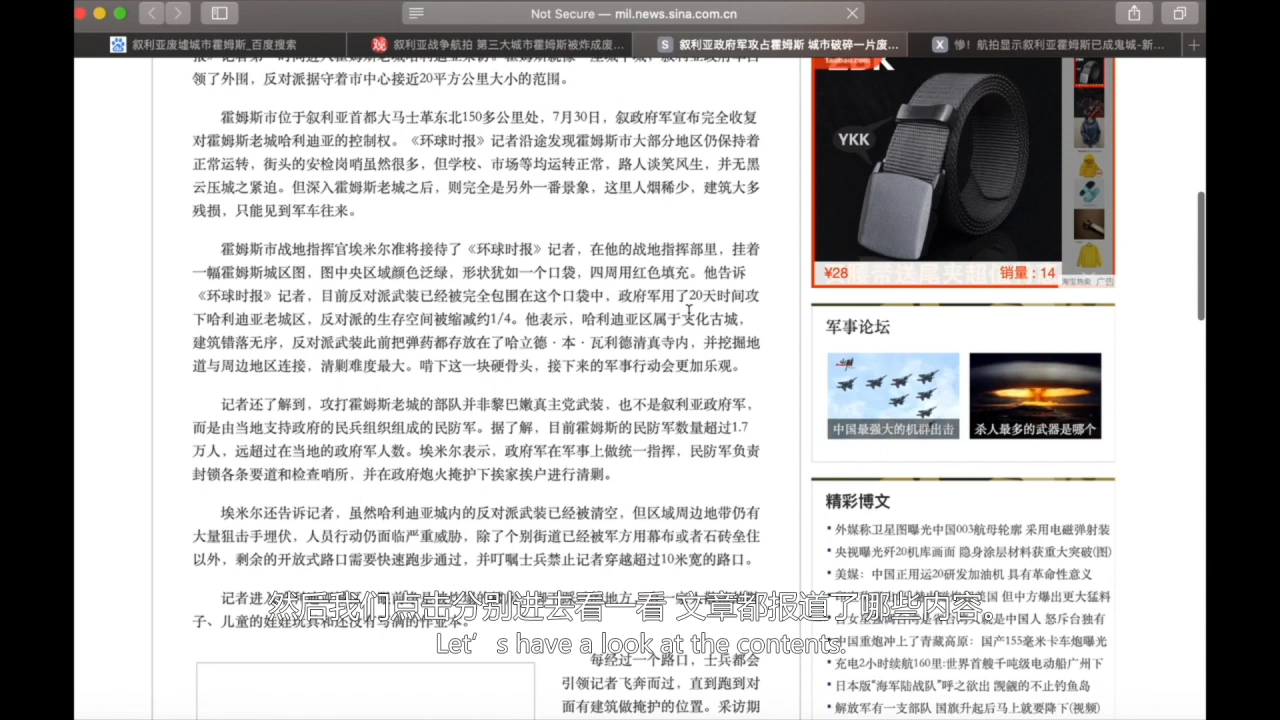 Not Secure — mil.news.sina.com.cn
叙利亚废墟城市霍姆斯_百度搜索
叙利亚战争航拍 第三大城市霍姆斯被炸成废...
S 叙利亚政府军攻占霍姆斯 城市破碎一片废...
X 惨！航拍显示叙利亚霍姆斯已成鬼城-新...
领了外围，反对派据守着市中心接近20平方公里大小的范围。
霍姆斯市位于叙利亚首都大马士革东北150多公里处，7月30日，叙政府军宣布完全收复
对霍姆斯老城哈利迪亚的控制权。《环球时报》记者沿途发现霍姆斯市大部分地区仍保持着
正常运转，街头的安检岗哨虽然很多，但学校、市场等均运转正常，路人谈笑风生，并无黑
云压城之紧迫。但深入霍姆斯老城之后，则完全是另外一番景象，这里人烟稀少，建筑大多
残损，只能见到军车往来。
霍姆斯市战地指挥官埃米尔准将接待了《环球时报》记者，在他的战地指挥部里，挂着
一幅霍姆斯城区图，图中央区域颜色泛绿，形状犹如一个口袋，四周用红色填充。他告诉
《环球时报》记者，目前反对派武装已经被完全包围在这个口袋中，政府军用了20天时间攻
下哈利迪亚老城区，反对派的生存空间被缩减约1/4。他表示，哈利迪亚区属于文化古城，
建筑错落无序，反对派武装此前把弹药都存放在了哈立德·本·瓦利德清真寺内，并挖掘地
道与周边地区连接，清剿难度最大。啃下这一块硬骨头，接下来的军事行动会更加乐观。
记者还了解到，攻打霍姆斯老城的部队并非黎巴嫩真主党武装，也不是叙利亚政府军，
而是由当地支持政府的民兵组织组成的民防军。据了解，目前霍姆斯的民防军数量超过1.7
万人，远超过在当地的政府军人数。埃米尔表示，政府军在军事上做统一指挥，民防军负责
封锁各条要道和检查哨所，并在政府炮火掩护下挨家挨户进行清剿。
埃米尔还告诉记者，虽然哈利迪亚城内的反对派武装已经被清空，但区域周边地带仍有
大量狙击手埋伏，人员行动仍面临严重威胁，除了个别街道已经被军方用幕布或者石砖垒住
以外，剩余的开放式路口需要快速跑步通过，并叮嘱士兵禁止记者穿越超过10米宽的路口。
记者进
子、儿童的娃娃玩具
每经过一个路口，士兵都会
引领记者飞奔而过，直到跑到对
面有建筑做掩护的位置。采访期
YKK
¥28
销量：14
淘宝热卖 广告
军事论坛
中国最强大的机群出击
杀人最多的武器是哪个
精彩博文
外媒称卫星图曝光中国003航母轮廓 采用电磁弹射装
央视曝光歼20机库画面 隐身涂层材料获重大突破(图)
美媒：中国正用运20研发加油机 具有革命性意义
国 但中方爆出更大猛料
就是中国人 怒斥台独有
中国重炮冲上了青藏高原：国产155毫米卡车炮曝光
充电2小时续航160里:世界首艘千吨级电动船广州下
日本版“海军陆战队”呼之欲出 觊觎的不止钓鱼岛
解放军有一支部队 国旗升起后马上就要降下(视频)
然后我们点击分别进去看一看 文章都报道了哪些内容。
Let's have a look at the contents.